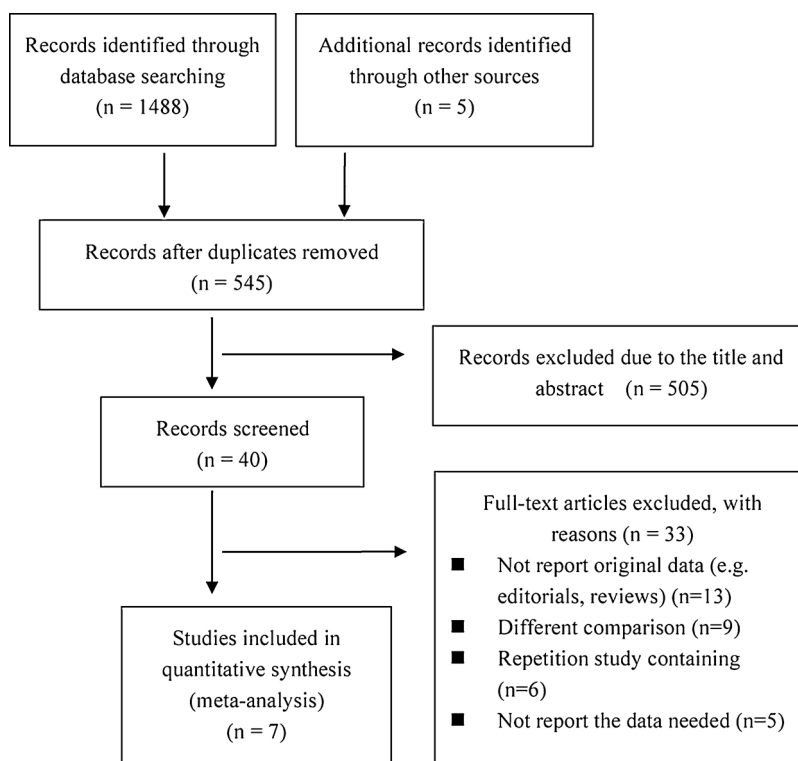 Records identified through
database searching
(n = 1488)
Additional records identified
through other sources
(n = 5)
Records after duplicates removed
(n = 545)
Records excluded due to the title and
abstract (n = 505)
Records screened
(n = 40)
Full-text articles excluded, with
reasons (n = 33)
■ Not report original data (e.g.
editorials, reviews) (n=13)
■ Different comparison (n=9)
■ Repetition study containing
(n=6)
■ Not report the data needed (n=5)
Studies included in
quantitative synthesis
(meta-analysis)
(n = 7)